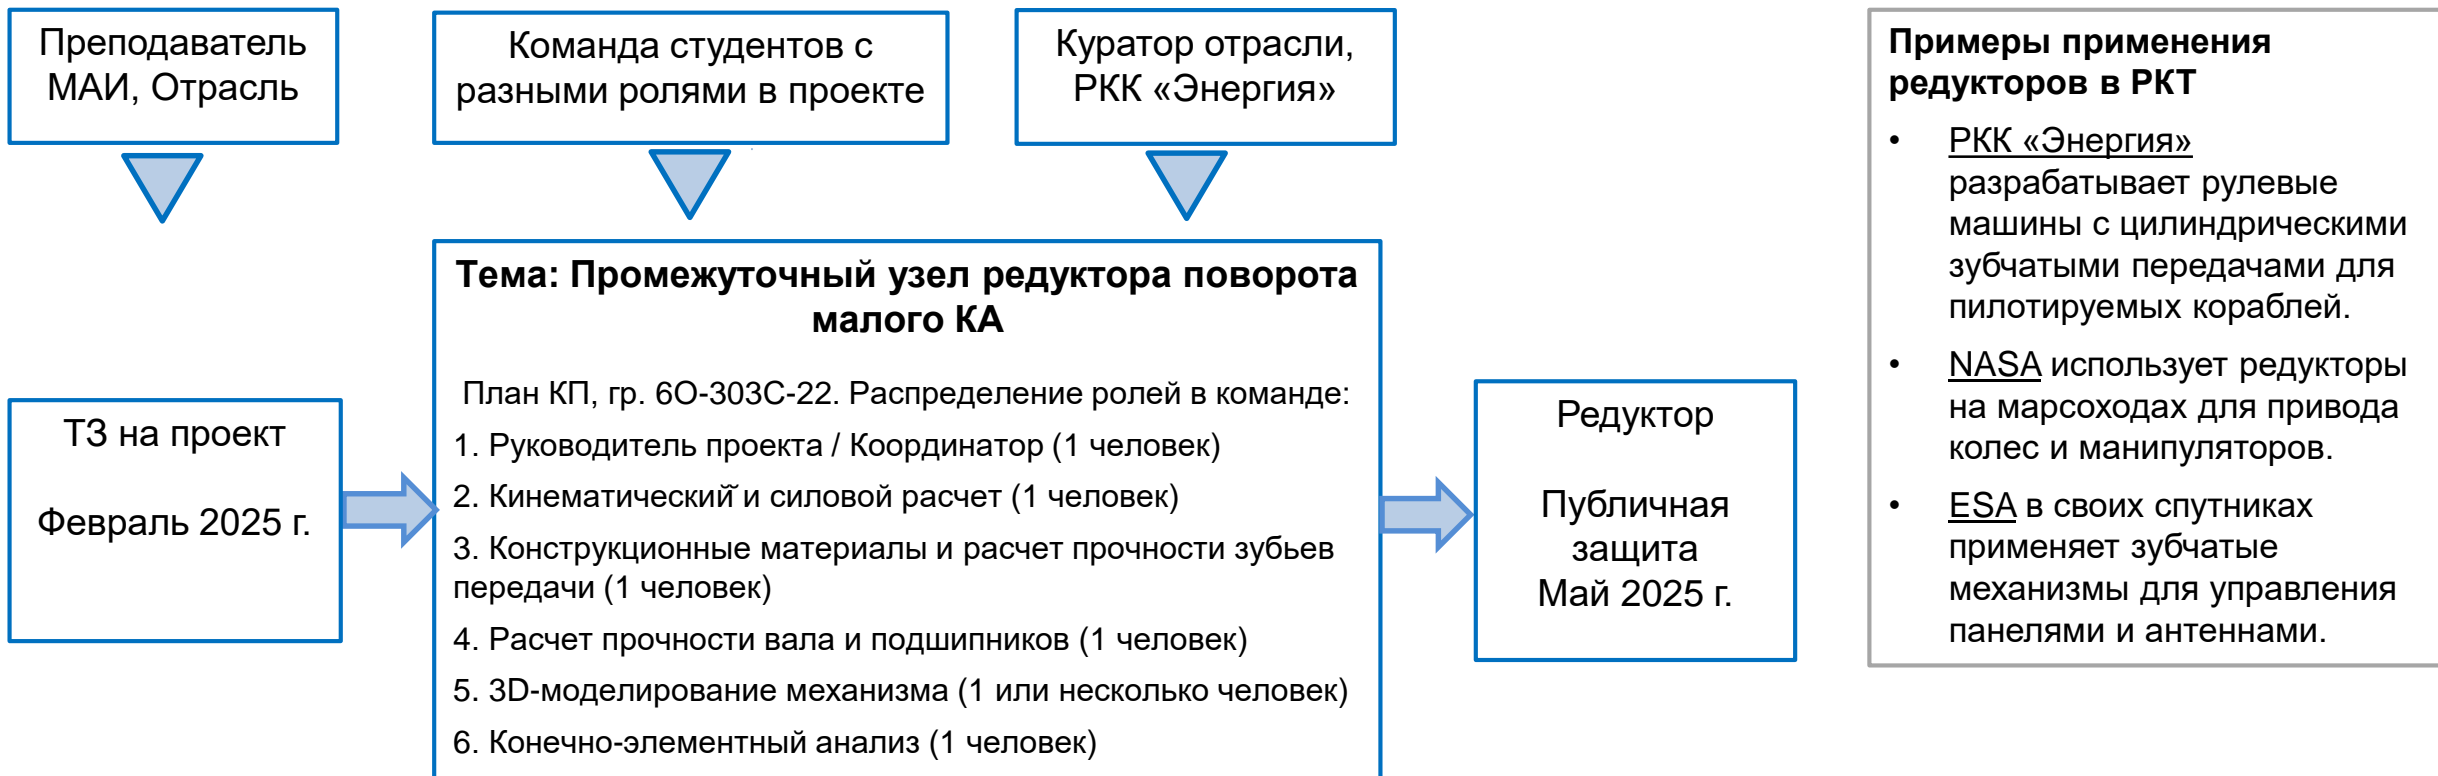 Преподаватель
МАИ, Отрасль
Команда студентов с
разными ролями в проекте
Куратор отрасли,
РКК «Энергия»
ТЗ на проект
Февраль 2025 г.
Тема: Промежуточный узел редуктора поворота
малого КА
План КП, гр. 6О-303С-22. Распределение ролей в команде:
1. Руководитель проекта / Координатор (1 человек)
2. Кинематический̆ и силовой расчет (1 человек)
3. Конструкционные материалы и расчет прочности зубьев
передачи (1 человек)
4. Расчет прочности вала и подшипников (1 человек)
5. 3D-моделирование механизма (1 или несколько человек)
6. Конечно-элементный анализ (1 человек)
Редуктор
Публичная
защита
Май 2025 г.
Примеры применения
редукторов в РКТ
• РКК «Энергия»
разрабатывает рулевые
машины с цилиндрическими
зубчатыми передачами для
пилотируемых кораблей.
• NASA использует редукторы
на марсоходах для привода
колес и манипуляторов.
• ESA в своих спутниках
применяет зубчатые
механизмы для управления
панелями и антеннами.